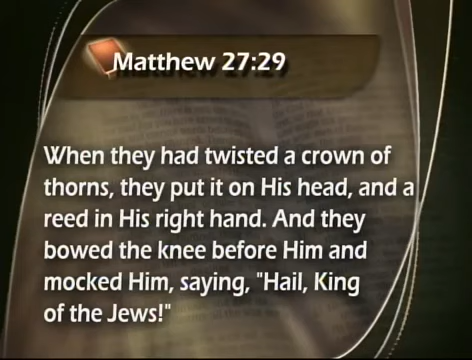 Matthew 27:29
When they had twisted a crown of
thorns, they put it on His head, and a
reed in His right hand. And they
bowed the knee before Him and
mocked Him, saying, "Hail, King
of the Jews!"